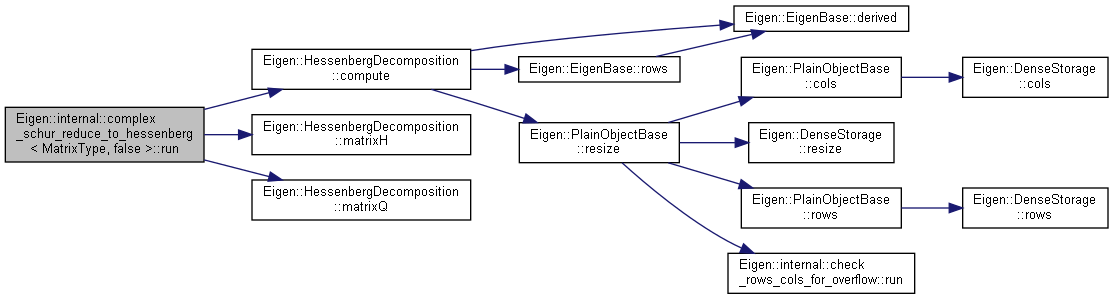 Eigen::internal::complex
_schur_reduce_to_hessenberg
< MatrixType, false >::run
Eigen::HessenbergDecomposition
::compute
Eigen::HessenbergDecomposition
::matrixH
Eigen::HessenbergDecomposition
::matrixQ
Eigen::EigenBase::derived
Eigen::EigenBase::rows
Eigen::PlainObjectBase
::resize
Eigen::PlainObjectBase
::cols
Eigen::DenseStorage
::resize
Eigen::PlainObjectBase
::rows
Eigen::internal::check
_rows_cols_for_overflow::run
Eigen::DenseStorage
::cols
Eigen::DenseStorage
::rows